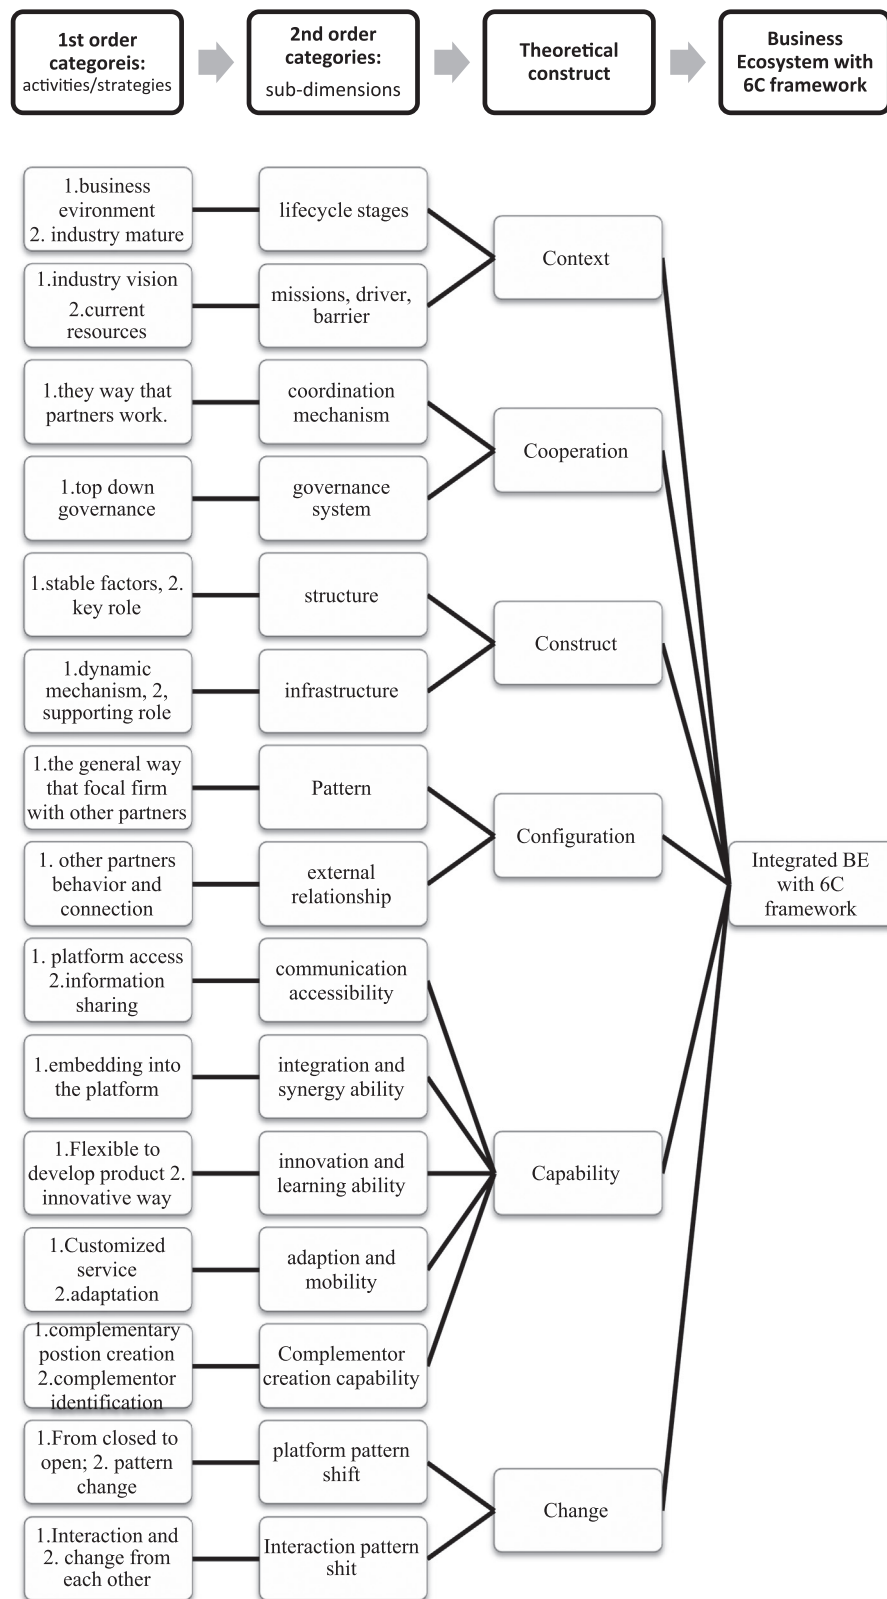 1st order
categoreis:
activities/strategies
2nd order
categories:
sub-dimensions
Theoretical
construct
Business
Ecosystem with
6C framework
1.business
evironment
2. industry mature
lifecycle stages
1.industry vision
2.current
resources
missions, driver,
barrier
Context
1.they way that
partners work.
coordination
mechanism
1.top down
governance
governance
system
Cooperation
1.stable factors, 2.
key role
structure
1.dynamic
mechanism, 2,
supporting role
infrastructure
Construct
1.the general way
that focal firm
with other partners
Pattern
1. other partners
behavior and
connection
external
relationship
Configuration
1. platform access
2.information
sharing
communication
accessibility
1.embedding into
the platform
integration and
synergy ability
1.Flexible to
develop product 2.
innovative way
innovation and
learning ability
1.Customized
service
2.adaptation
adaption and
mobility
1.complementary
postion creation
2.complementor
identification
Complementor
creation capability
Capability
1.From closed to
open; 2. pattern
change
platform pattern
shift
1.Interaction and
2. change from
each other
Interaction pattern
shit
Change
Integrated BE
with 6C
framework